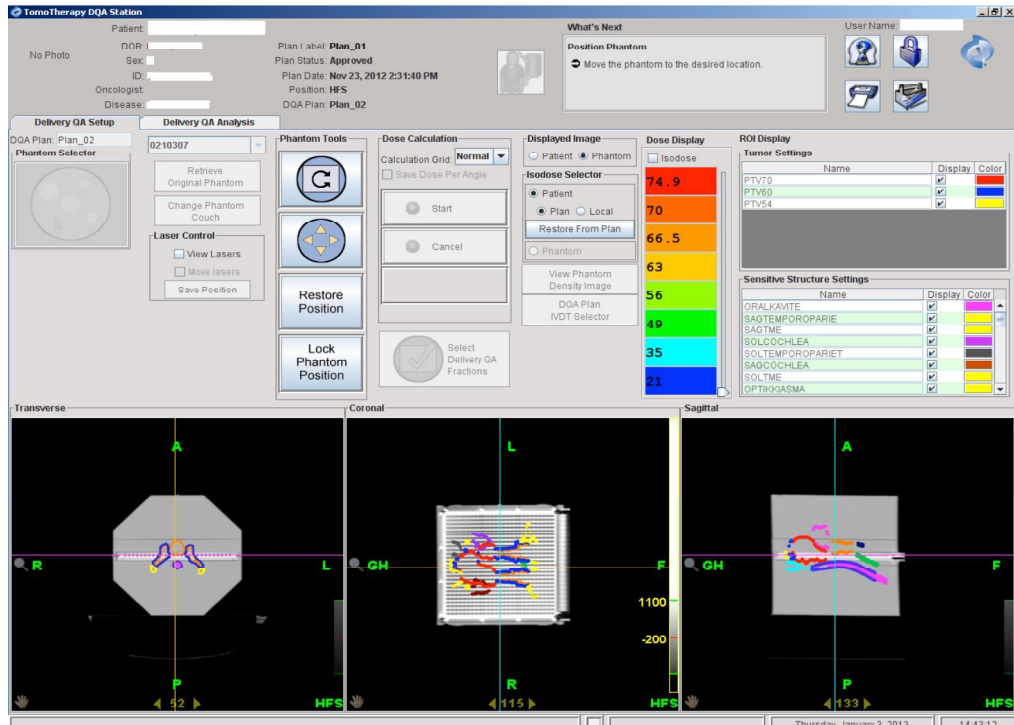 TomoTherapy DQA Station
Patient:
No Photo
DOB:
Sex:
ID:
Oncologist:
Disease:
Plan Label: Plan_01
Plan Status: Approved
Plan Date: Nov 23, 2012 2:31:40 PM
Position: HFS
DQA Plan: Plan_02
What's Next
Position Phantom
Move the phantom to the desired location.
User Name:
Delivery QA Setup
Delivery QA Analysis
DQA Plan: Plan_02
Phantom Selector
0210307
Retrieve
Original Phantom
Change Phantom
Couch
Laser Control
View Lasers
Move lasers
Save Position
Phantom Tools
Restore
Position
Lock
Phantom
Position
Dose Calculation
Calculation Grid: Normal
Save Dose Per Angle
Start
Cancel
Select
Delivery QA
Fractions
Displayed Image
Patient Phantom
Isodose Selector
Patient
Plan Local
Restore From Plan
Phantom
View Phantom
Density Image
DQA Plan
IVDT Selector
Dose Display
Isodose
74.9
70
66.5
63
56
49
35
21
ROI Display
Tumor Settings
Name Display Color
PTV70
PTV60
PTV54
Sensitive Structure Settings
Name Display Color
ORALKAVITE
SAGTEMPOROPARIE
SAGTME
SOLCOCHLEA
SOLTEMPOROPARIET
SAGCOCHLEA
SOLTME
OPTIKKIASMA
Transverse
A
R
L
P
52
HFS
Coronal
L
GH
F
1100
-200
R
115
HFS
Sagittal
A
GH
F
P
133
HFS
Thursday, January 3, 2013
14:43:12